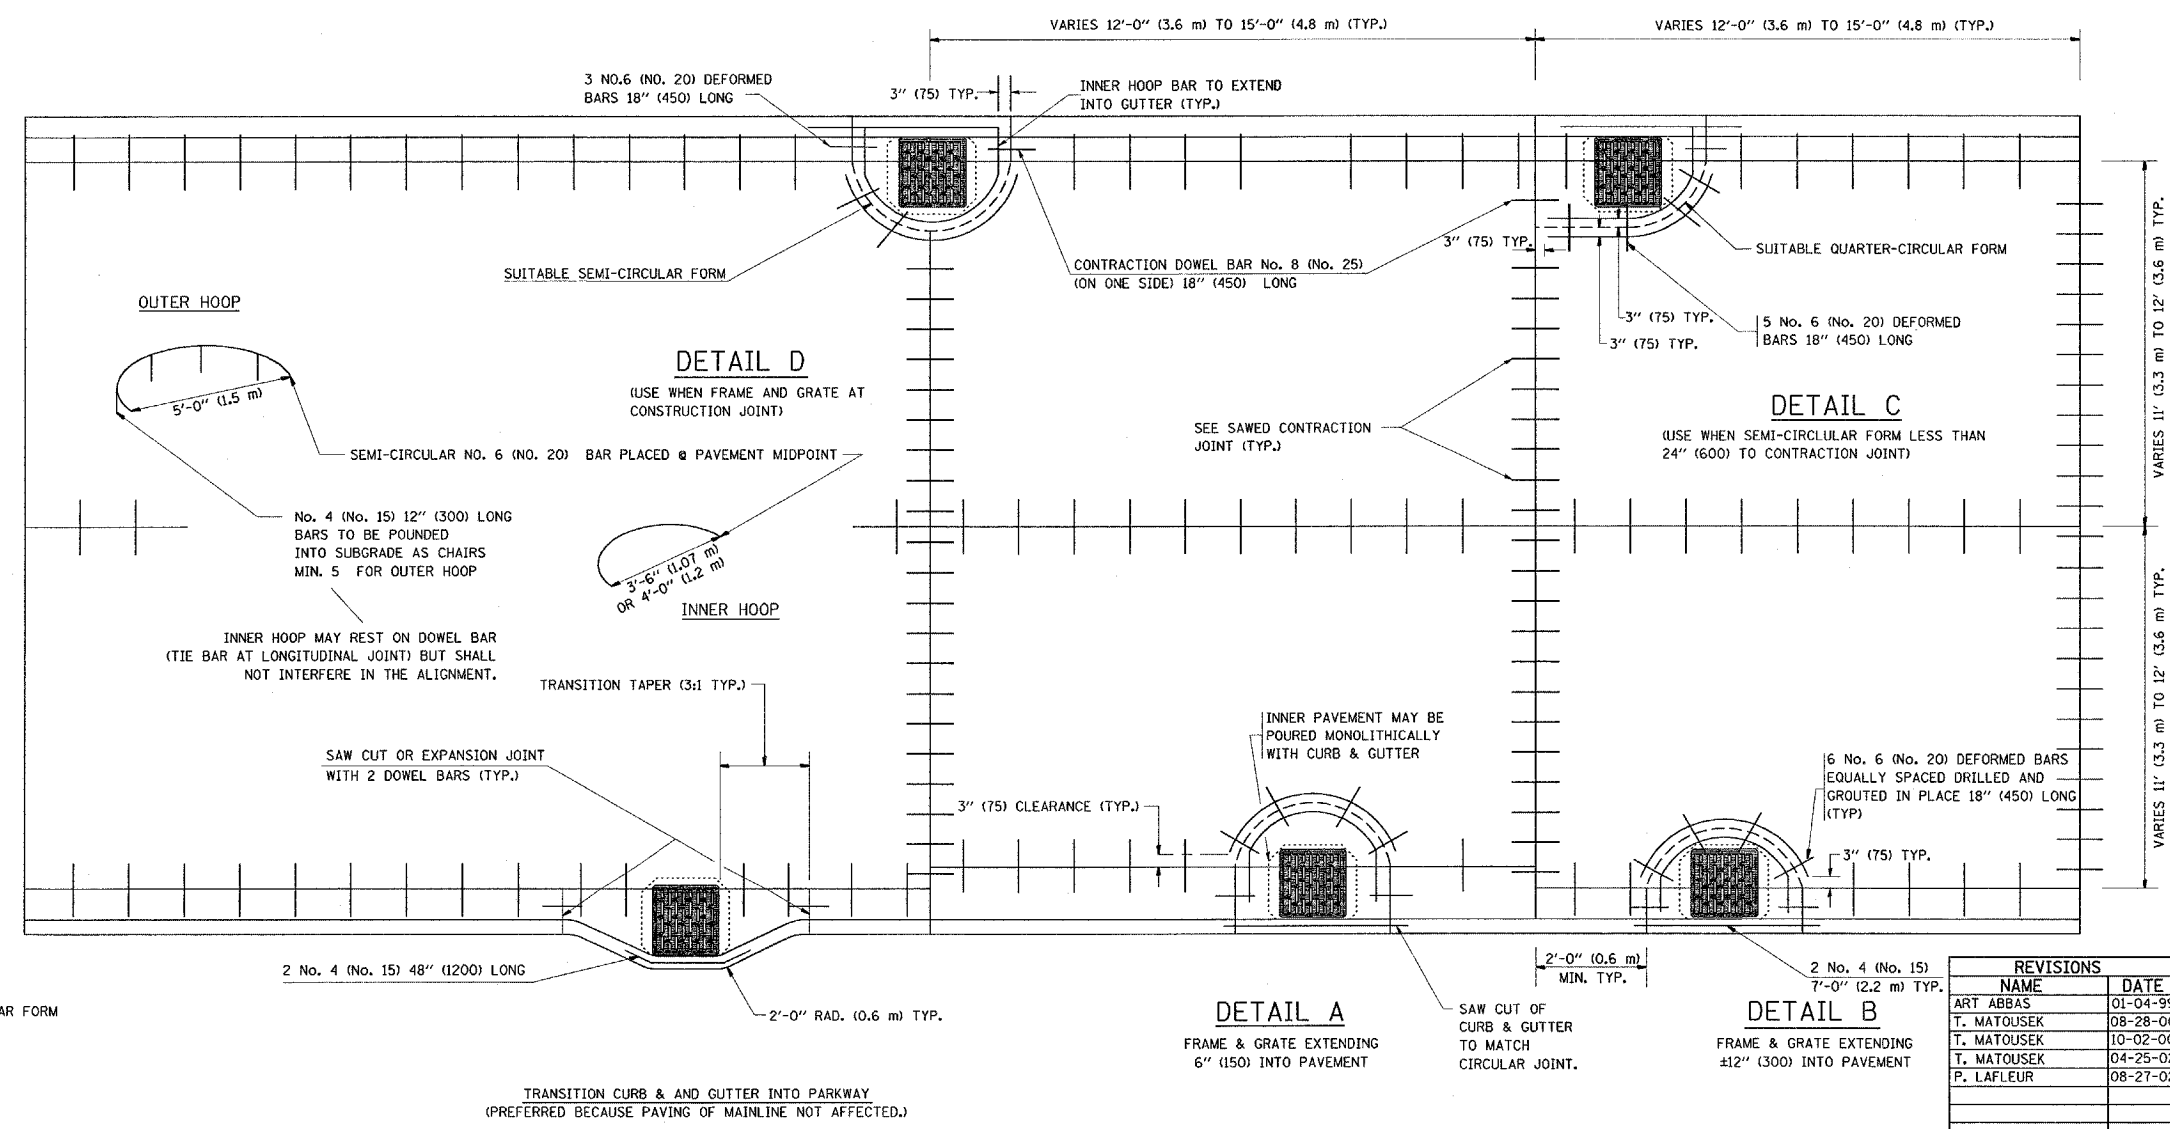 VARIES 12'-0" (3.6 m) TO 15'-0" (4.8 m) (TYP.)
VARIES 12'-0" (3.6 m) TO 15'-0" (4.8 m) (TYP.)
3 NO.6 (NO. 20) DEFORMED
BARS 18" (450) LONG
3" (75) TYP.
INNER HOOP BAR TO EXTEND
INTO GUTTER (TYP.)
SUITABLE SEMI-CIRCULAR FORM
CONTRACTION DOWEL BAR No. 8 (No. 25)
(ON ONE SIDE) 18" (450) LONG
3" (75) TYP.
SUITABLE QUARTER-CIRCULAR FORM
3" (75) TYP.
3" (75) TYP.
5 No. 6 (No. 20) DEFORMED
BARS 18" (450) LONG
VARIES 11' (3.3 m) TO 12' (3.6 m) TYP.
OUTER HOOP
5'-0" (1.5 m)
DETAIL D
(USE WHEN FRAME AND GRATE AT
CONSTRUCTION JOINT)
SEMI-CIRCULAR NO. 6 (NO. 20) BAR PLACED @ PAVEMENT MIDPOINT
SEE SAWED CONTRACTION
JOINT (TYP.)
DETAIL C
(USE WHEN SEMI-CIRCLULAR FORM LESS THAN
24" (600) TO CONTRACTION JOINT)
No. 4 (No. 15) 12" (300) LONG
BARS TO BE POUNDED
INTO SUBGRADE AS CHAIRS
MIN. 5 FOR OUTER HOOP
3'-6" (1.07 m)
OR 4'-0" (1.2 m)
INNER HOOP
INNER HOOP MAY REST ON DOWEL BAR
(TIE BAR AT LONGITUDINAL JOINT) BUT SHALL
NOT INTERFERE IN THE ALIGNMENT.
TRANSITION TAPER (3:1 TYP.)
SAW CUT OR EXPANSION JOINT
WITH 2 DOWEL BARS (TYP.)
INNER PAVEMENT MAY BE
POURED MONOLITHICALLY
WITH CURB & GUTTER
3" (75) CLEARANCE (TYP.)
6 No. 6 (No. 20) DEFORMED BARS
EQUALLY SPACED DRILLED AND
GROUTED IN PLACE 18" (450) LONG
(TYP)
3" (75) TYP.
VARIES 11' (3.3 m) TO 12' (3.6 m) TYP.
2 No. 4 (No. 15) 48" (1200) LONG
2'-0" RAD. (0.6 m) TYP.
2'-0" (0.6 m)
MIN. TYP.
2 No. 4 (No. 15)
7'-0" (2.2 m) TYP.
AR FORM
DETAIL A
FRAME & GRATE EXTENDING
6" (150) INTO PAVEMENT
SAW CUT OF
CURB & GUTTER
TO MATCH
CIRCULAR JOINT.
DETAIL B
FRAME & GRATE EXTENDING
±12" (300) INTO PAVEMENT
TRANSITION CURB & AND GUTTER INTO PARKWAY
(PREFERRED BECAUSE PAVING OF MAINLINE NOT AFFECTED.)
REVISIONS
NAME DATE
ART ABBAS 01-04-99
T. MATOUSEK 08-28-00
T. MATOUSEK 10-02-00
T. MATOUSEK 04-25-02
P. LAFLEUR 08-27-02